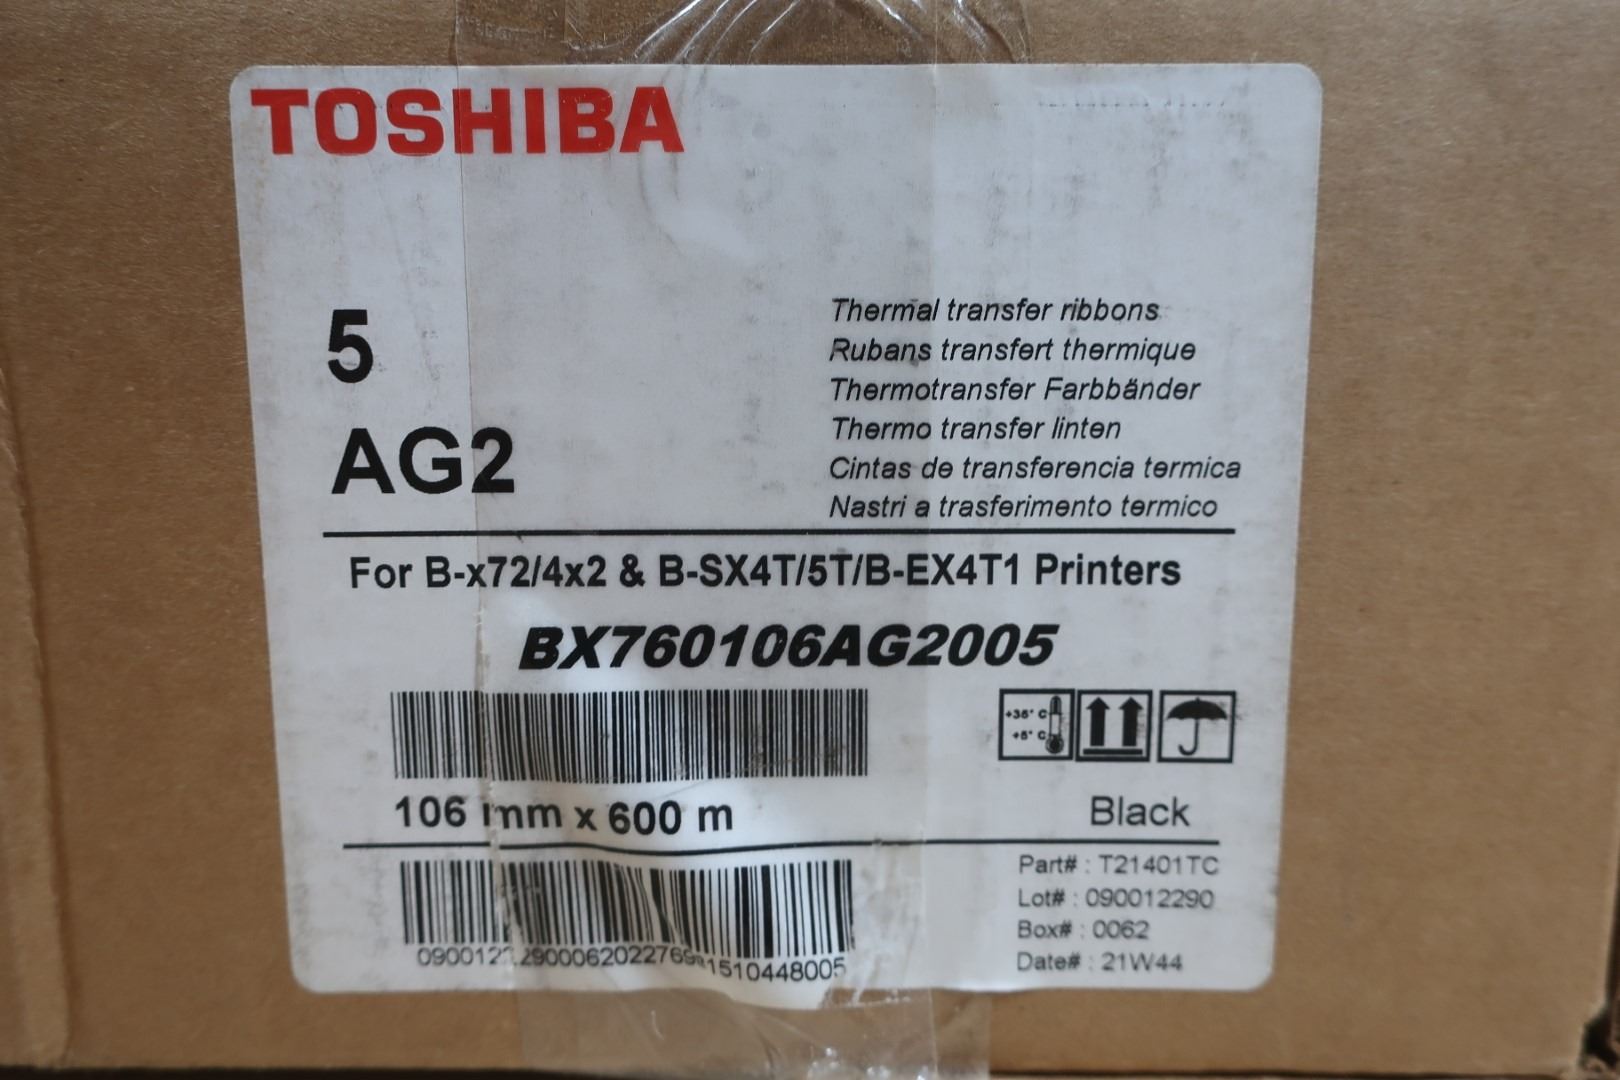 TOSHIBA
5
AG2
Thermal transfer ribbons
Rubans transfert thermique
Thermotransfer Farbbänder
Thermo transfer linten
Cintas de transferencia termica
Nastri a trasferimento termico
For B-x72/4x2 & B-SX4T/5T/B-EX4T1 Printers
BX760106AG2005
+35° C
+5° C
106 mm x 600 m
Black
Part# : T21401TC
Lot# : 090012290
Box# : 0062
Date# : 21W44